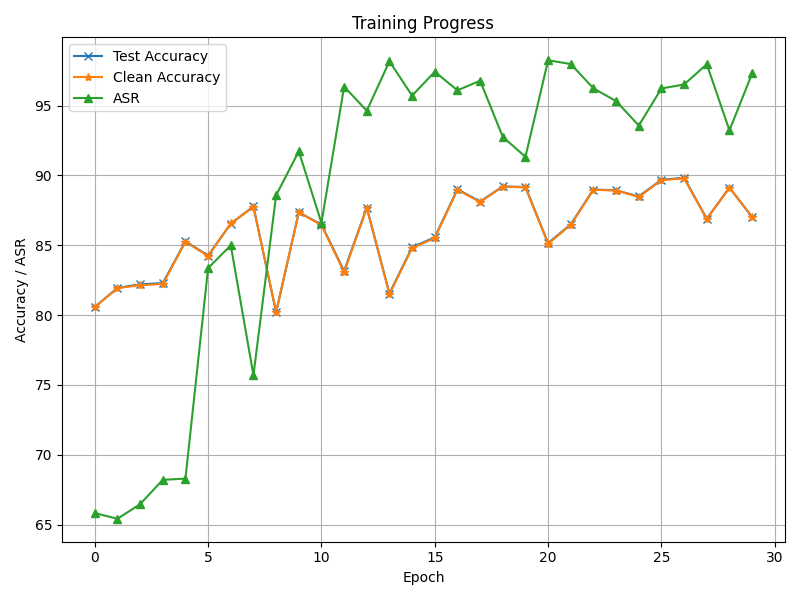 Training Progress
Test Accuracy
Clean Accuracy
ASR
Accuracy / ASR
95
90
85
80
75
70
65
0 5 10 15 20 25 30
Epoch